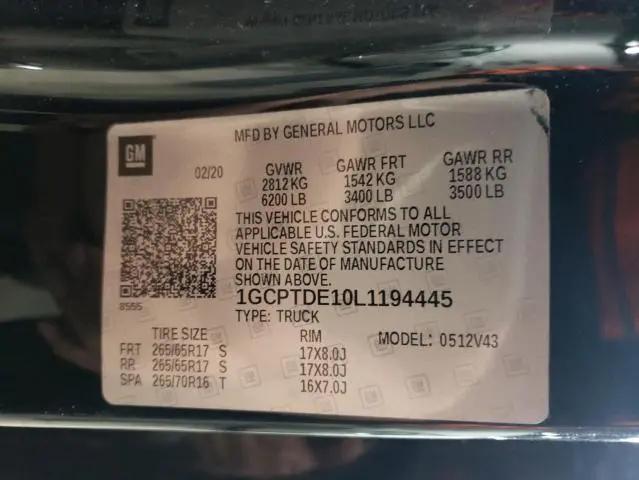 GM
MFD BY GENERAL MOTORS LLC
02/20
GVWR GAWR FRT GAWR RR
2812 KG 1542 KG 1588 KG
6200 LB 3400 LB 3500 LB
THIS VEHICLE CONFORMS TO ALL
APPLICABLE U.S. FEDERAL MOTOR
VEHICLE SAFETY STANDARDS IN EFFECT
ON THE DATE OF MANUFACTURE
SHOWN ABOVE.
8555
1GCPTDE10L1194445
TYPE: TRUCK
TIRE SIZE RIM MODEL: 0512V43
FRT 265/65R17 S 17X8.0J
RR 265/65R17 S 17X8.0J
SPA 265/70R16 T 16X7.0J